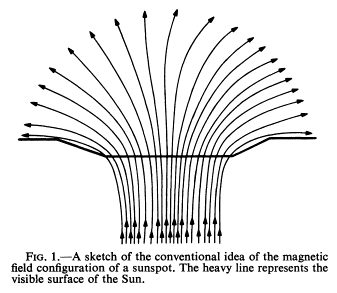 FIG. 1.—A sketch of the conventional idea of the magnetic
field configuration of a sunspot. The heavy line represents the
visible surface of the Sun.